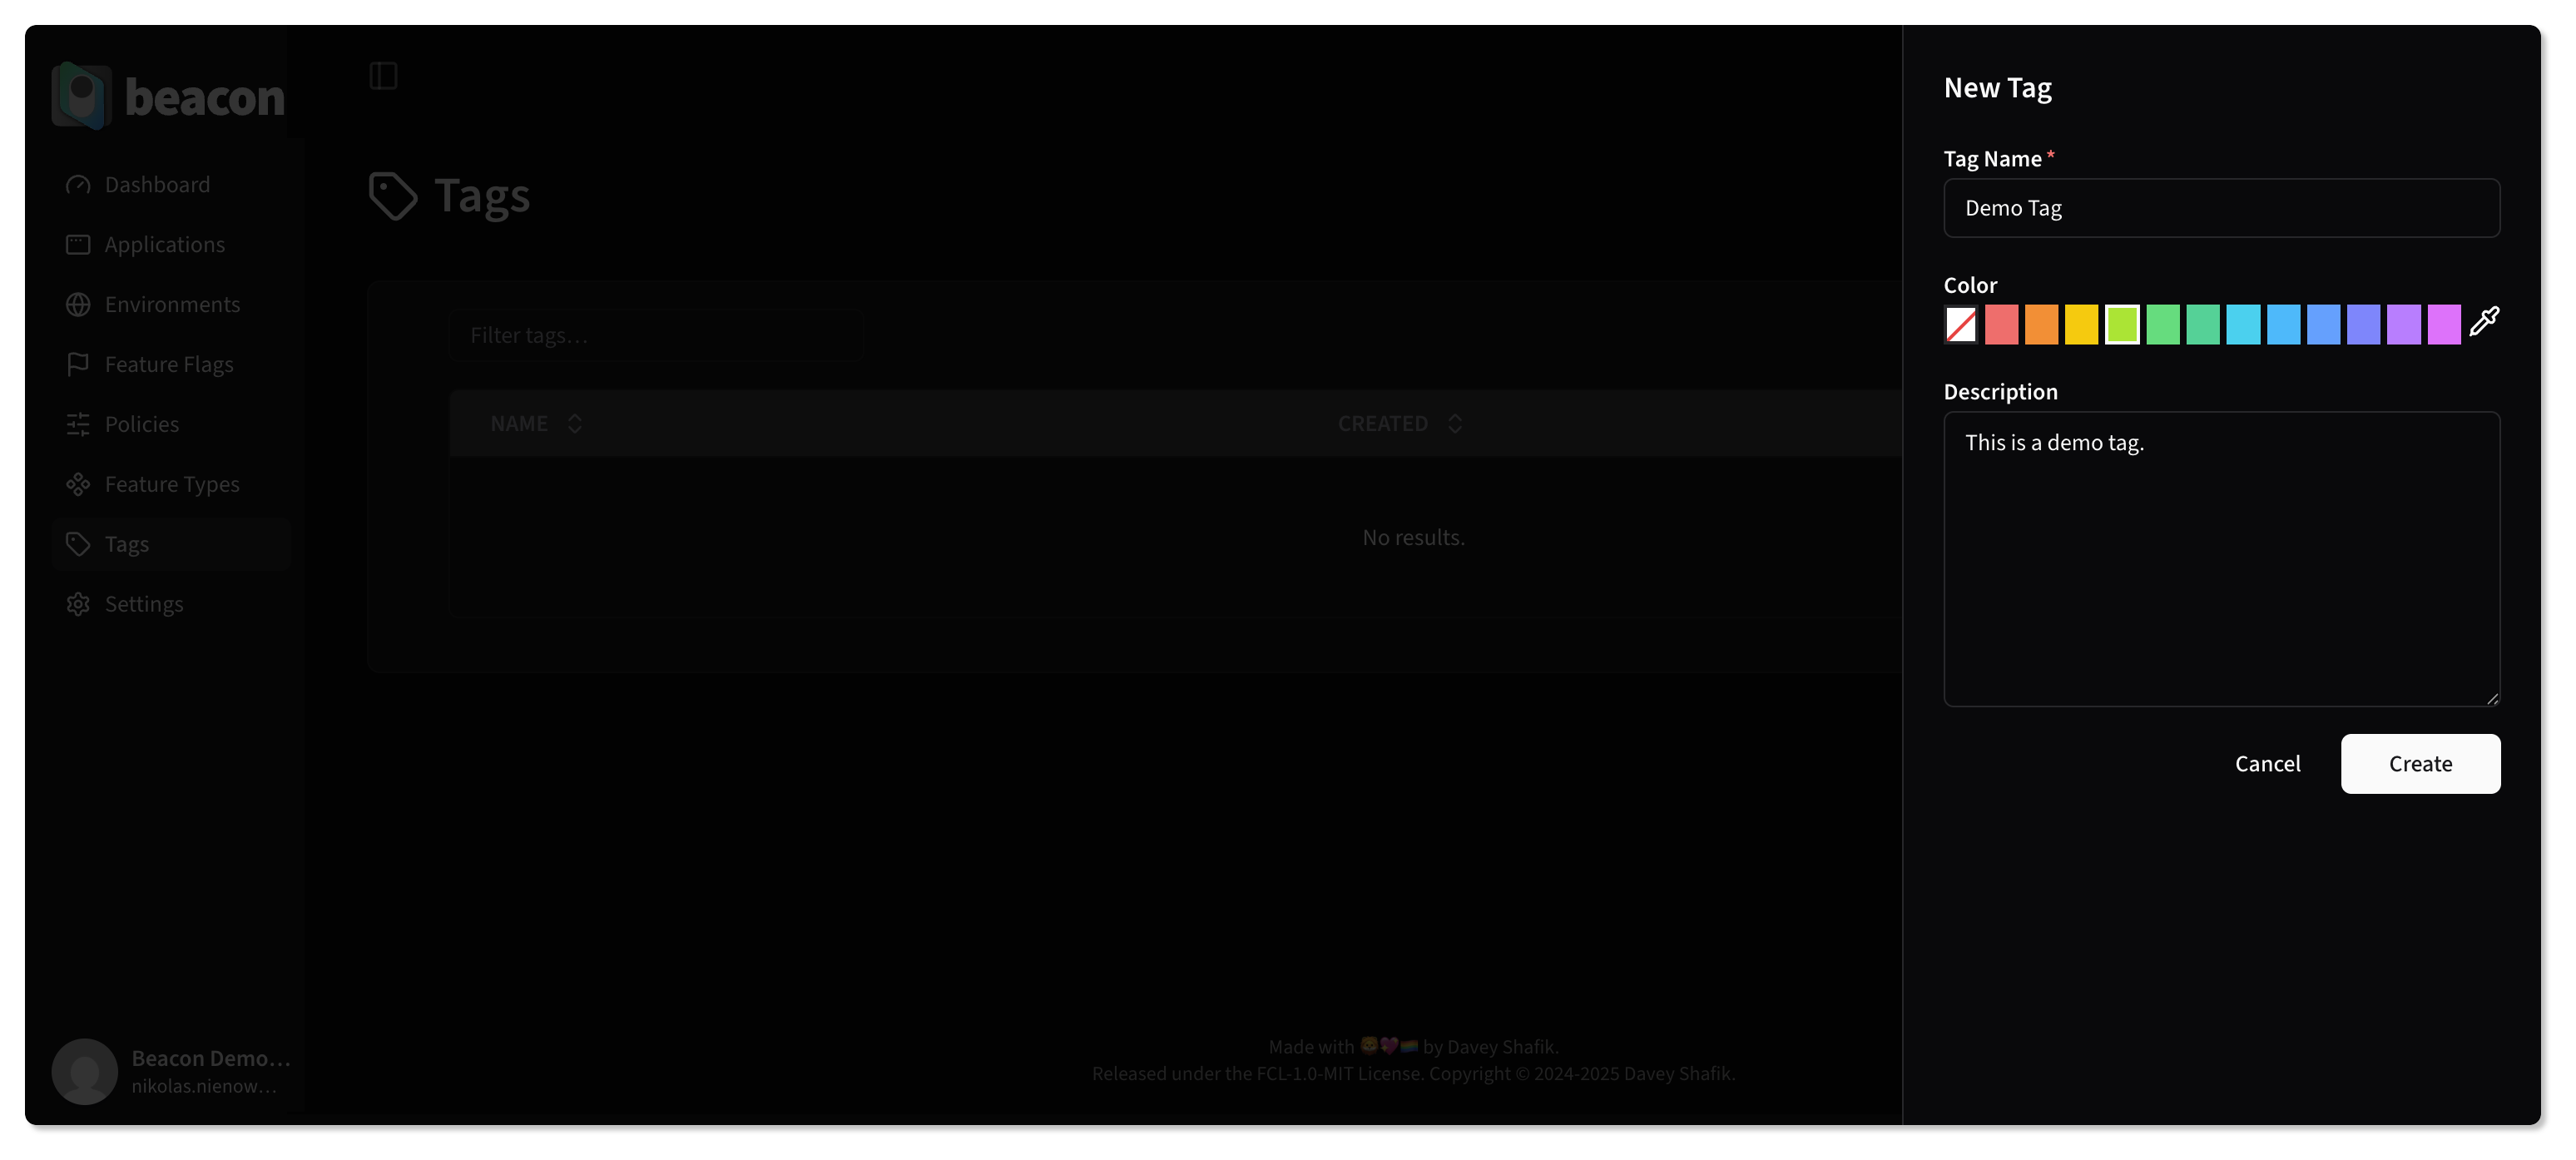 beacon
Dashboard
Applications
Environments
Feature Flags
Policies
Feature Types
Tags
Settings
Beacon Demo...
nikolas.nienow...
Tags
Filter tags...
NAME
CREATED
No results.
Made with 🦁💖🏳️‍🌈 by Davey Shafik.
Released under the FCL-1.0-MIT License. Copyright © 2024-2025 Davey Shafik.
New Tag
Tag Name *
Demo Tag
Color
Description
This is a demo tag.
Cancel
Create